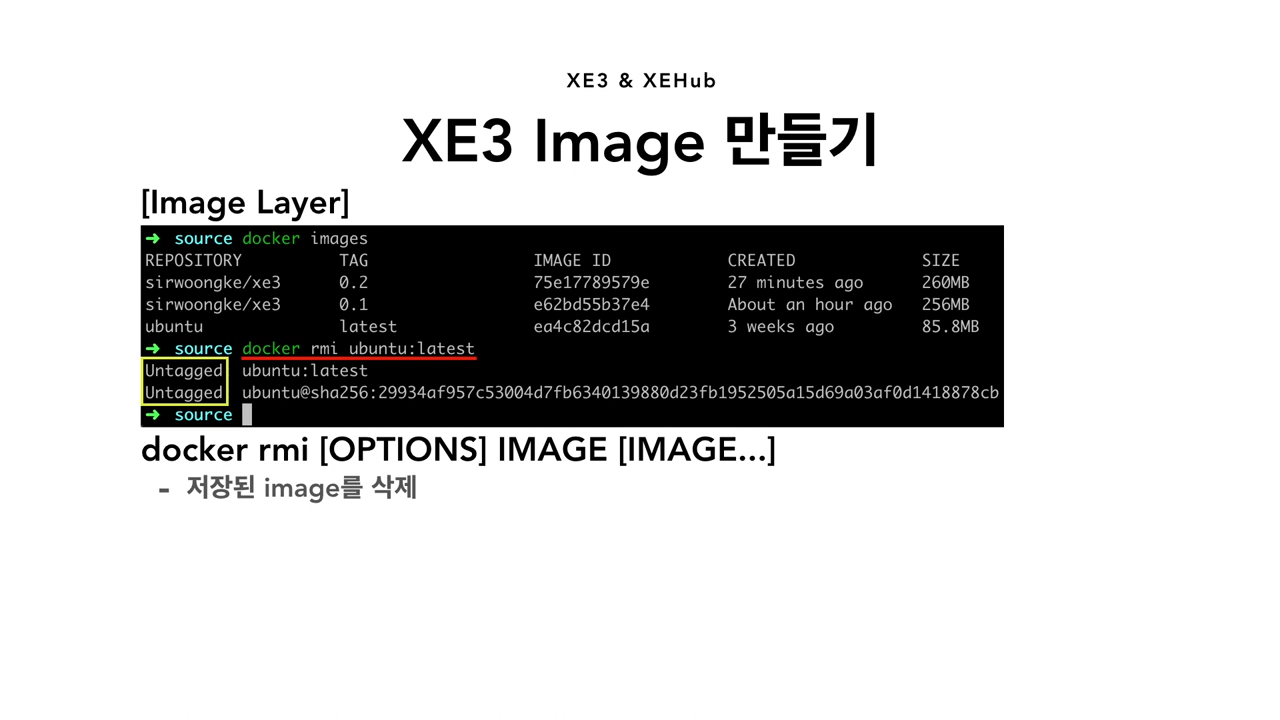 XE3 & XEHub
XE3 Image 만들기
[Image Layer]
➜ source docker images
REPOSITORY TAG IMAGE ID CREATED SIZE
sirwoongke/xe3 0.2 75e17789579e 27 minutes ago 260MB
sirwoongke/xe3 0.1 e62bd55b37e4 About an hour ago 256MB
ubuntu latest ea4c82dcd15a 3 weeks ago 85.8MB
➜ source docker rmi ubuntu:latest
Untagged ubuntu:latest
Untagged ubuntu@sha256:29934af957c53004d7fb6340139880d23fb1952505a15d69a03af0d1418878cb
➜ source
docker rmi [OPTIONS] IMAGE [IMAGE...]
- 저장된 image를 삭제